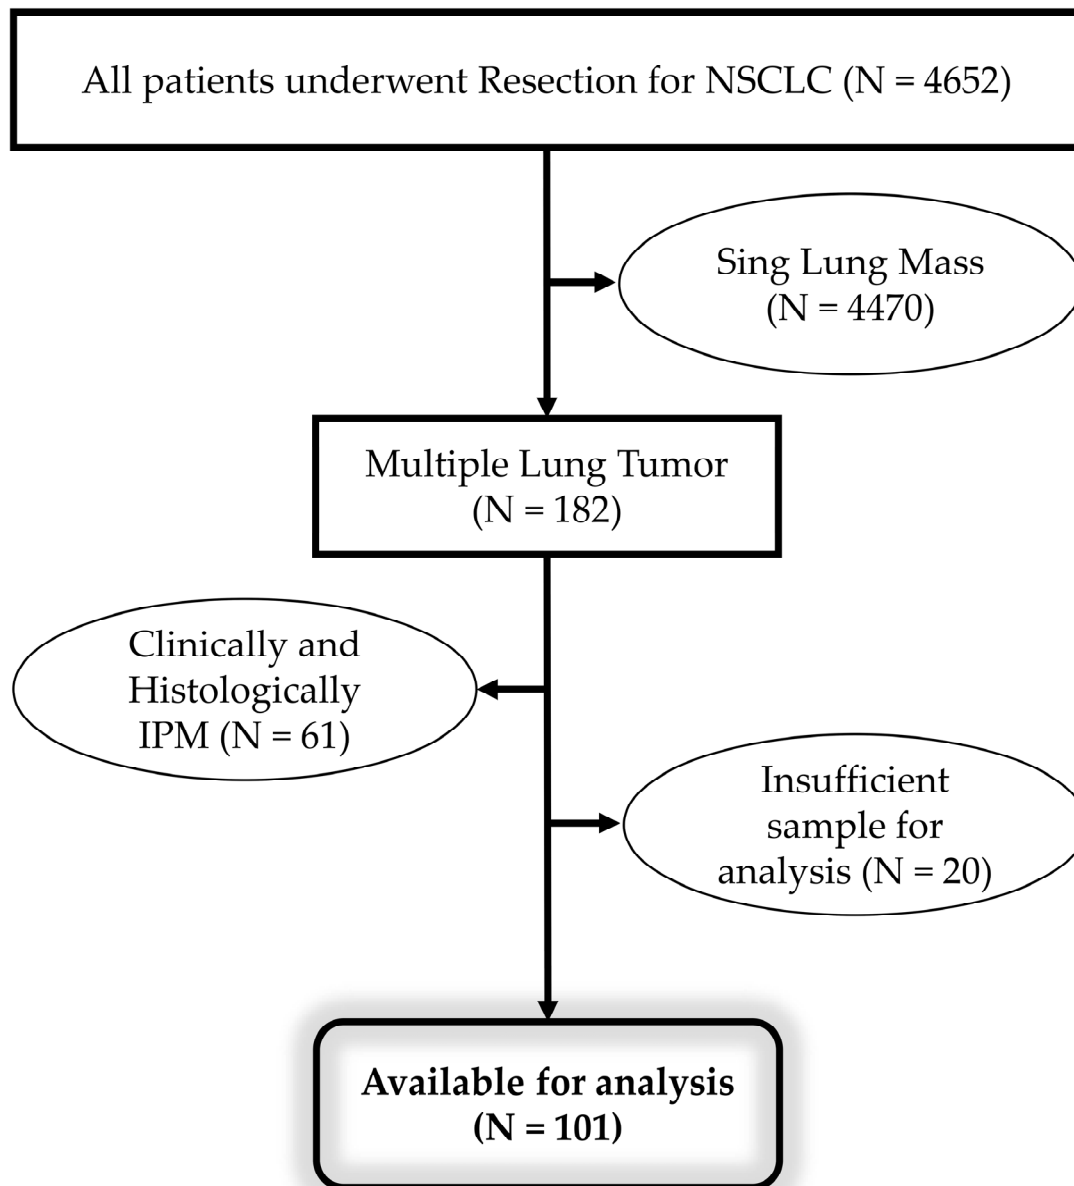 All patients underwent Resection for NSCLC (N = 4652)
Sing Lung Mass
(N = 4470)
Multiple Lung Tumor
(N = 182)
Clinically and
Histologically
IPM (N = 61)
Insufficient
sample for
analysis (N = 20)
Available for analysis
(N = 101)